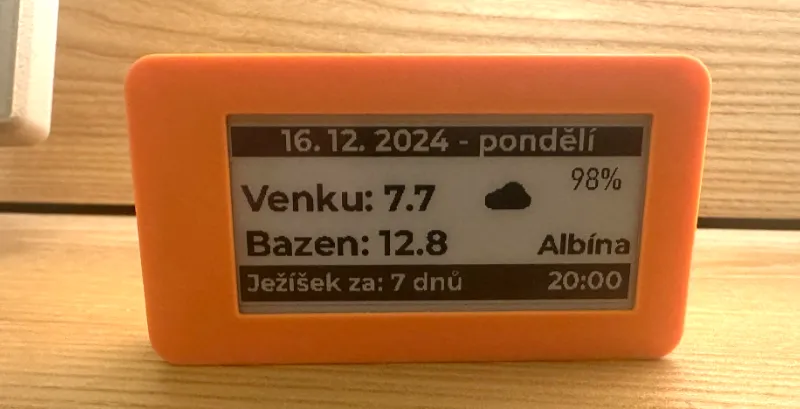 16. 12. 2024 - pondělí
98%
Venku: 7.7
Bazen: 12.8
Albína
Ježíšek za: 7 dnů
20:00